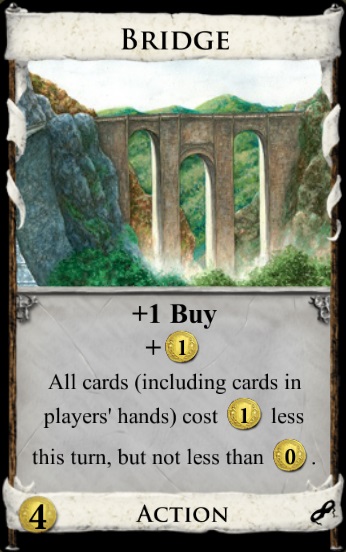 BRIDGE
+1 Buy
+ 1
All cards (including cards in
players' hands) cost 1 less
this turn, but not less than 0 .
4 ACTION